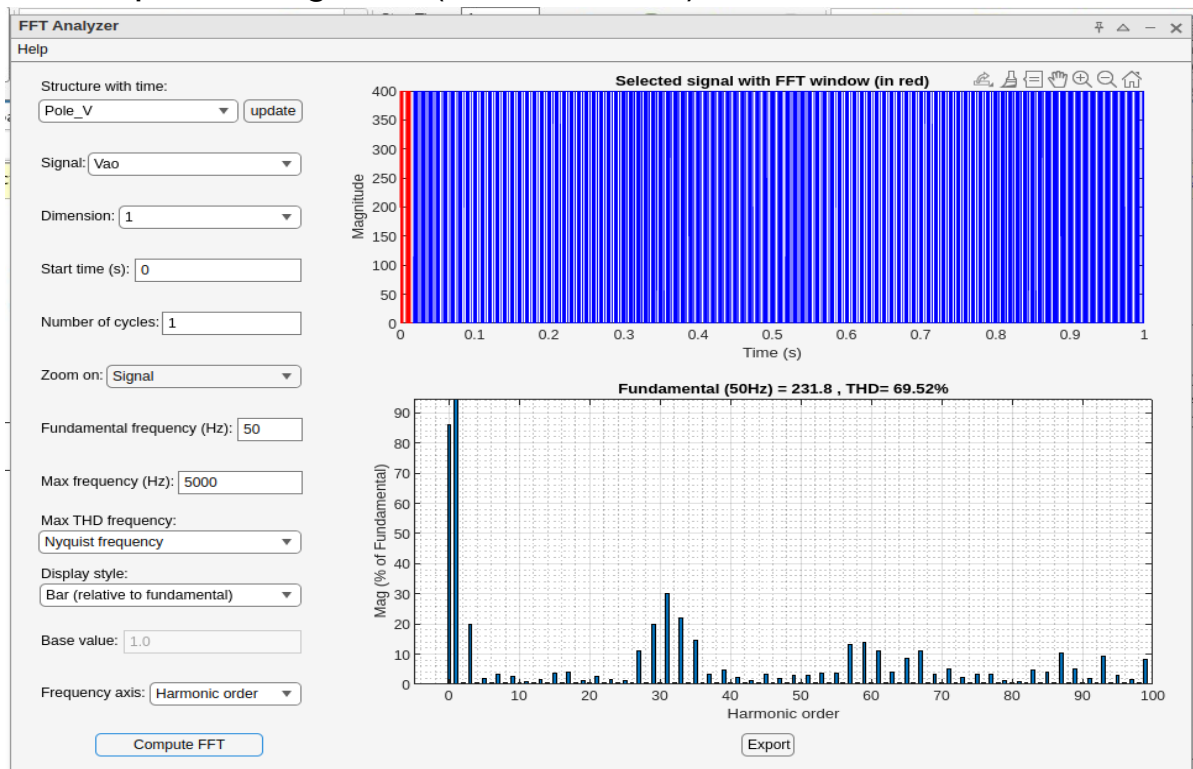 FFT Analyzer
Help
Structure with time:
Pole_V
update
Signal:
Vao
Dimension:
1
Start time (s):
0
Number of cycles:
1
Zoom on:
Signal
Fundamental frequency (Hz):
50
Max frequency (Hz):
5000
Max THD frequency:
Nyquist frequency
Display style:
Bar (relative to fundamental)
Base value:
1.0
Frequency axis:
Harmonic order
Compute FFT
Selected signal with FFT window (in red)
Magnitude
400
350
300
250
200
150
100
50
0
0 0.1 0.2 0.3 0.4 0.5 0.6 0.7 0.8 0.9 1
Time (s)
Fundamental (50Hz) = 231.8 , THD= 69.52%
Mag (% of Fundamental)
90
80
70
60
50
40
30
20
10
0
0 10 20 30 40 50 60 70 80 90 100
Harmonic order
Export